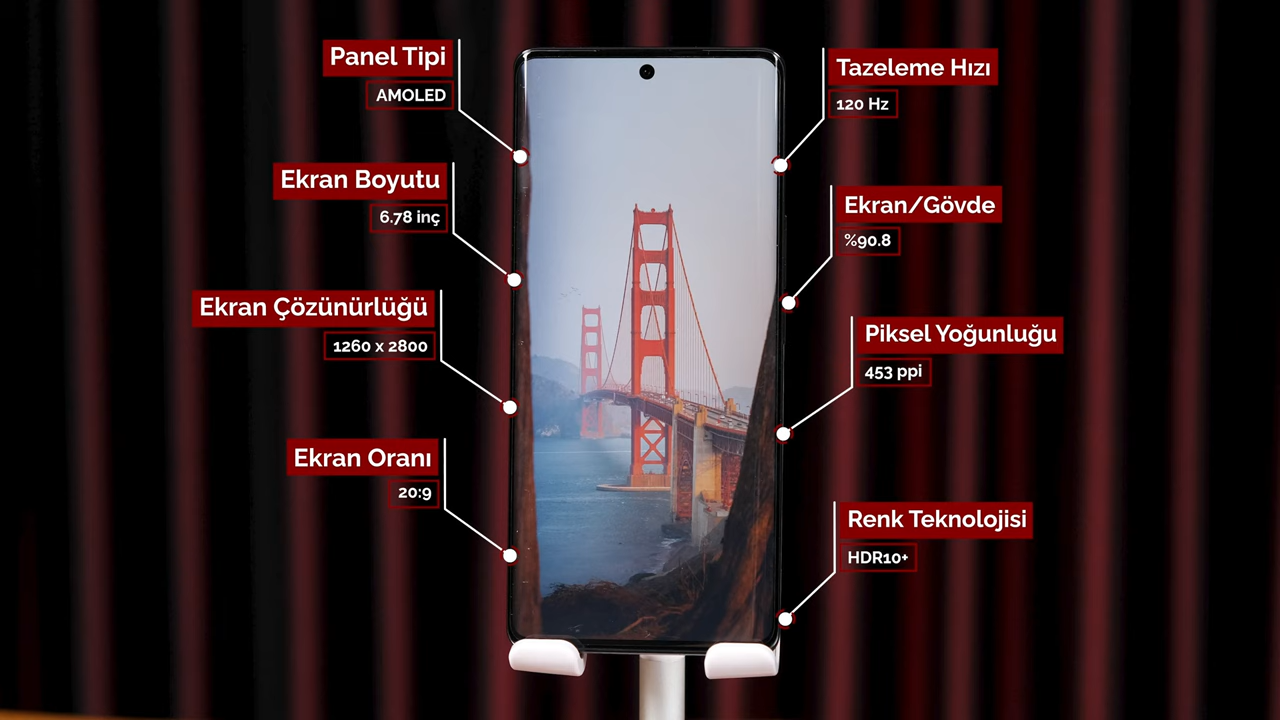 Panel Tipi
AMOLED
Ekran Boyutu
6.78 inç
Ekran Çözünürlüğü
1260 x 2800
Ekran Oranı
20:9
Tazeleme Hızı
120 Hz
Ekran/Gövde
%90.8
Piksel Yoğunluğu
453 ppi
Renk Teknolojisi
HDR10+